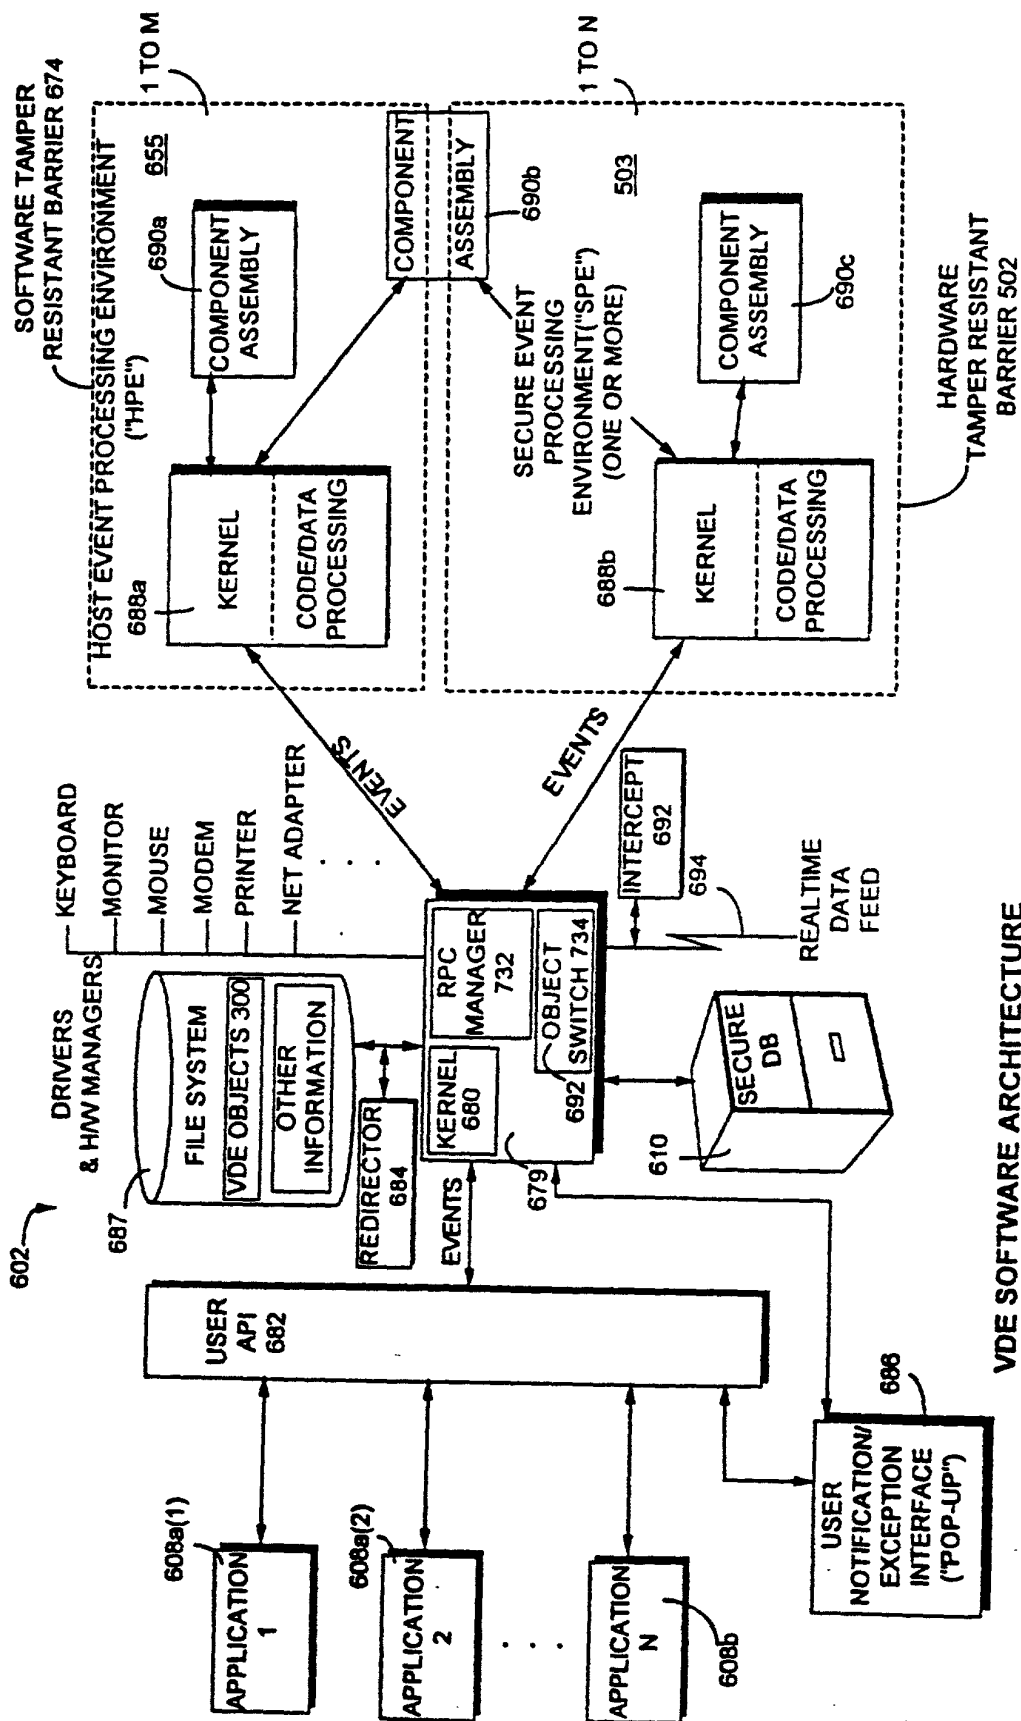 602
DRIVERS
& H/W MANAGERS
KEYBOARD
MONITOR
MOUSE
MODEM
PRINTER
NET ADAPTER
. . .
SOFTWARE TAMPER
RESISTANT BARRIER 674
HOST EVENT PROCESSING ENVIRONMENT
("HPE")
655
1 TO M
690a
COMPONENT
ASSEMBLY
688a
KERNEL
CODE/DATA
PROCESSING
COMPONENT
ASSEMBLY
690b
1 TO N
503
SECURE EVENT
PROCESSING
ENVIRONMENT("SPE")
(ONE OR MORE)
688b
KERNEL
CODE/DATA
PROCESSING
COMPONENT
ASSEMBLY
690c
HARDWARE
TAMPER RESISTANT
BARRIER 502
EVENTS
EVENTS
687
FILE SYSTEM
VDE OBJECTS 300
OTHER
INFORMATION
REDIRECTOR
684
KERNEL
680
RPC
MANAGER
732
OBJECT
SWITCH 734
692
679
EVENTS
INTERCEPT
692
694
REALTIME
DATA
FEED
SECURE
DB
610
USER
API
682
608a(1)
APPLICATION
1
608a(2)
APPLICATION
2
. . .
APPLICATION
N
608b
USER
NOTIFICATION/
EXCEPTION
INTERFACE
("POP-UP")
686
VDE SOFTWARE ARCHITECTURE